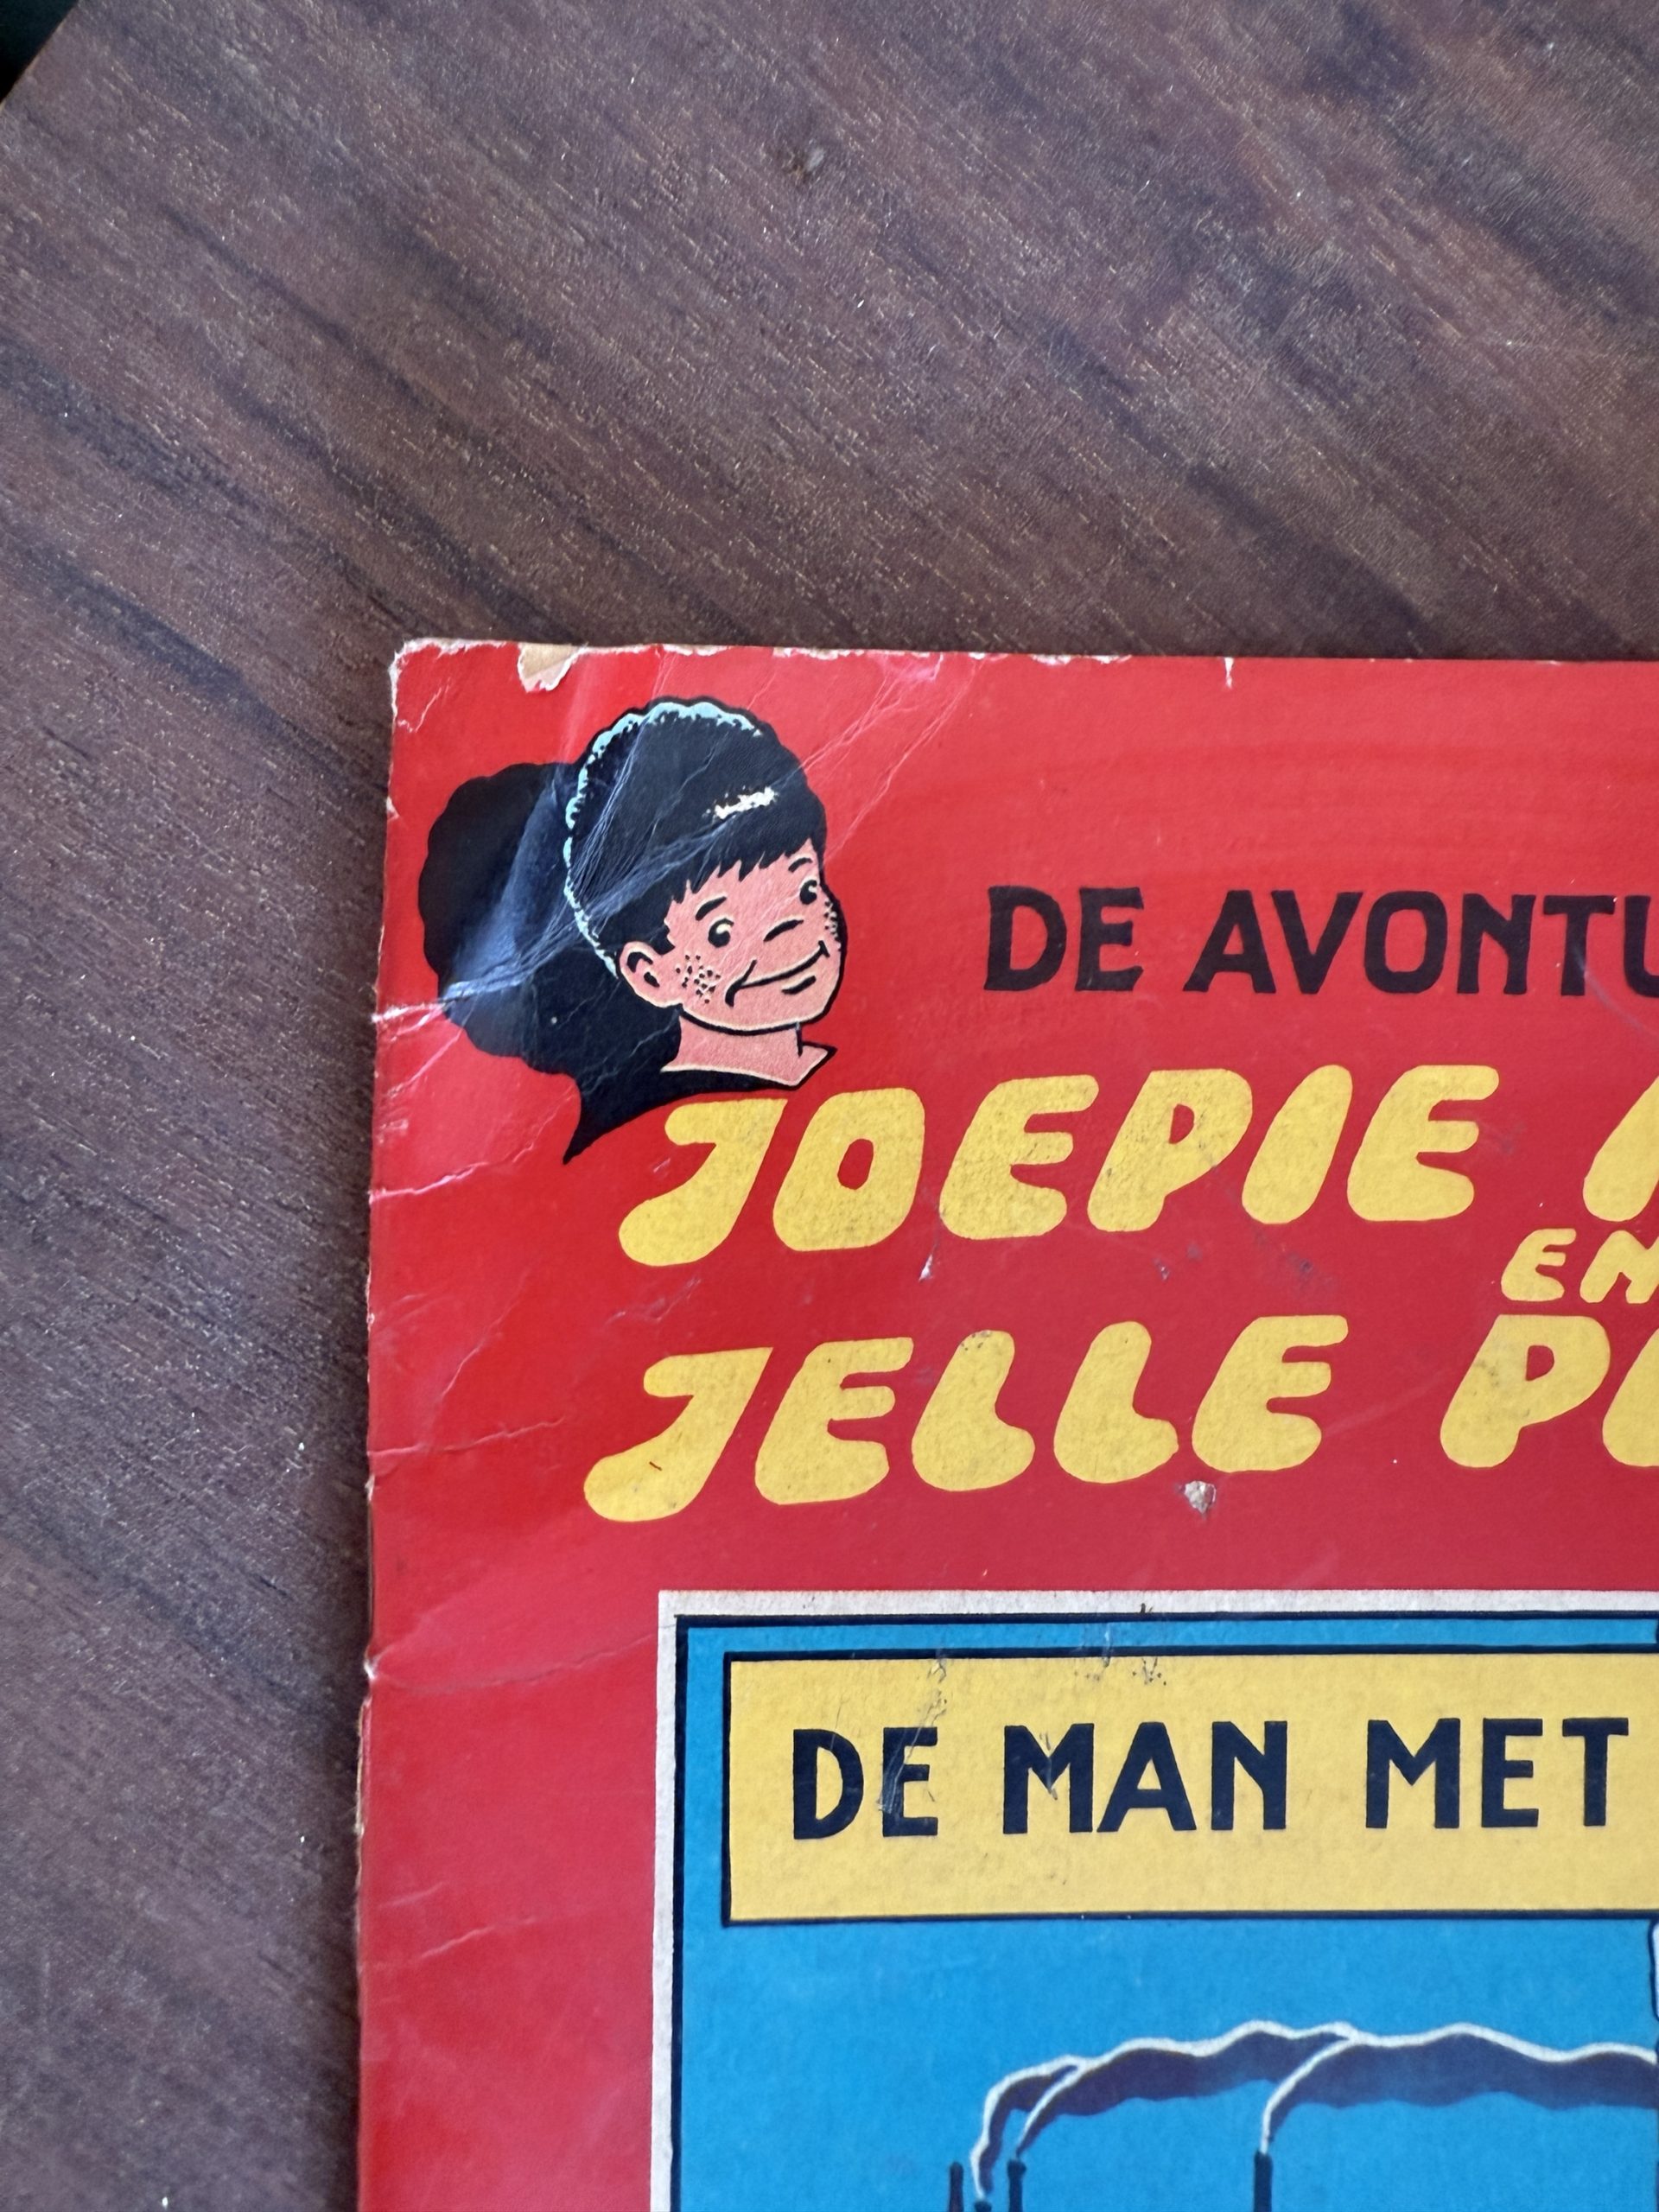 DE AVONTU
JOEPIE
EN
JELLE
DE MAN MET